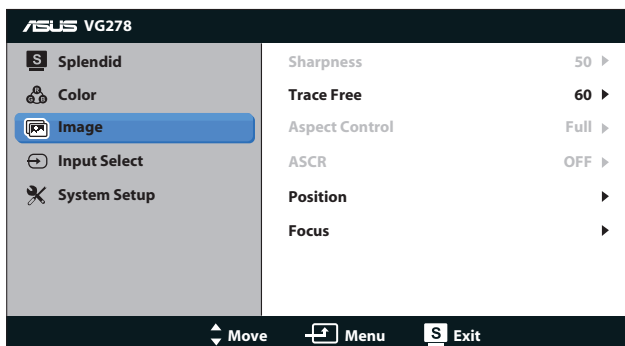 ASUS VG278
S Splendid
Color
Image
Input Select
System Setup
Sharpness 50
Trace Free 60
Aspect Control Full
ASCR OFF
Position
Focus
Move Menu S Exit